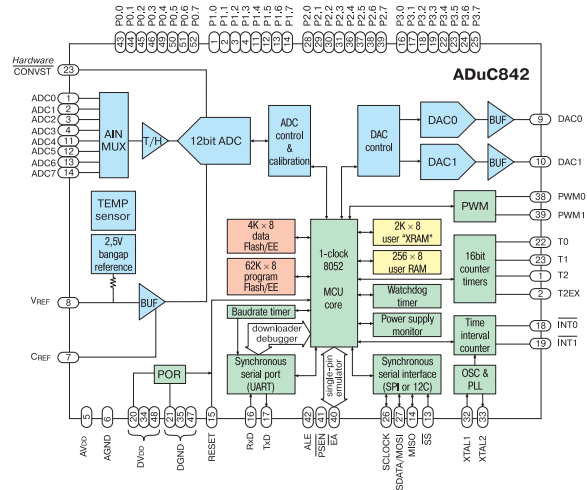 P0.0 P0.1 P0.2 P0.3 P0.4 P0.5 P0.6 P0.7 P1.0 P1.1 P1.2 P1.3 P1.4 P1.5 P1.6 P1.7 P2.0 P2.1 P2.2 P2.3 P2.4 P2.5 P2.6 P2.7 P3.0 P3.1 P3.2 P3.3 P3.4 P3.5 P3.6 P3.7
43 44 45 46 49 50 51 52 1 2 3 4 11 12 13 14 28 29 30 31 36 37 38 39 16 17 18 19 22 23 24 25
Hardware
CONVST
23
ADuC842
ADC0 1
ADC1 2
ADC2 3
ADC3 4
ADC4 11
ADC5 12
ADC6 13
ADC7 14
AIN
MUX
T/H
12bit ADC
ADC
control
&
calibration
DAC
control
DAC0
BUF
9 DAC0
DAC1
BUF
10 DAC1
TEMP
sensor
2,5V
bangap
reference
4K × 8
data
Flash/EE
62K × 8
program
Flash/EE
1-clock
8052
MCU
core
2K × 8
user "XRAM"
256 × 8
user RAM
Watchdog
timer
Power supply
monitor
PWM
38 PWM0
39 PWM1
16bit
counter
timers
22 T0
23 T1
1 T2
2 T2EX
VREF 8
BUF
Baudrate timer
downloader
debugger
Time
interval
counter
18 INT0
19 INT1
CREF 7
POR
Synchronous
serial port
(UART)
single-pin
emulator
Synchronous
serial interface
(SPI or 12C)
OSC &
PLL
5 6 20 34 48 21 35 47 15 16 17 42 41 40 26 27 14 13 32 33
AVDD AGND DVDD DGND RESET RxD TxD ALE PSEN EA SCLOCK SDATA/MOSI MISO SS XTAL1 XTAL2